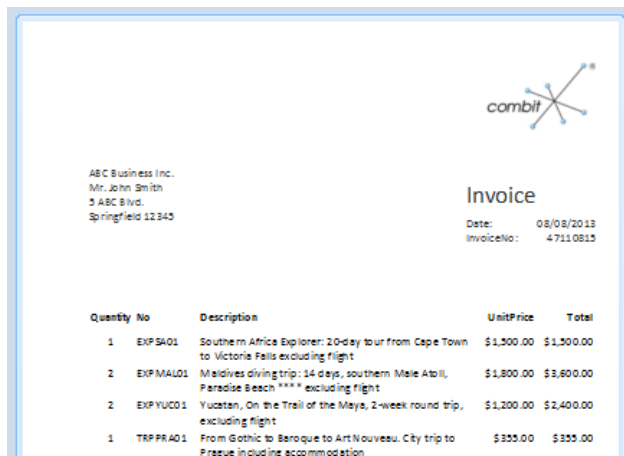 combit®
ABC Business Inc.
Mr. John Smith
5 ABC Blvd.
Springfield 12345
Invoice
Date: 08/08/2013
InvoiceNo: 47110815
Quantity No Description UnitPrice Total
1 EXPSA01 Southern Africa Explorer: 20-day tour from Cape Town $1,500.00 $1,500.00
to Victoria Falls excluding flight
2 EXPMAL01 Maldives diving trip: 14 days, southern Male Atoll, $1,800.00 $3,600.00
Paradise Beach **** excluding flight
2 EXPYUC01 Yucatan, On the Trail of the Maya, 2-week round trip, $1,200.00 $2,400.00
excluding flight
1 TRPPRA01 From Gothic to Baroque to Art Nouveau. City trip to $355.00 $355.00
Prague including accommodation